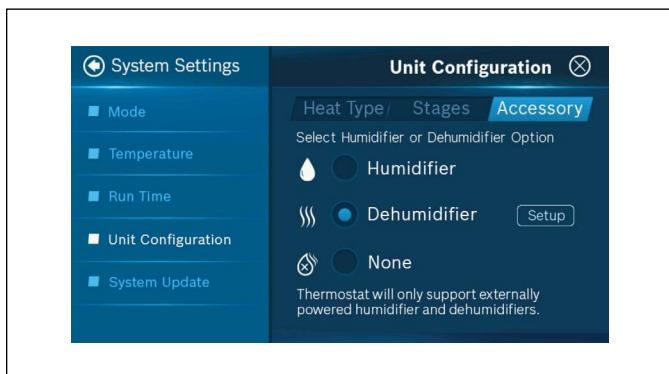 System Settings
Mode
Temperature
Run Time
Unit Configuration
System Update
Unit Configuration
Heat Type
Stages
Accessory
Select Humidifier or Dehumidifier Option
Humidifier
Dehumidifier
Setup
None
Thermostat will only support externally
powered humidifier and dehumidifiers.